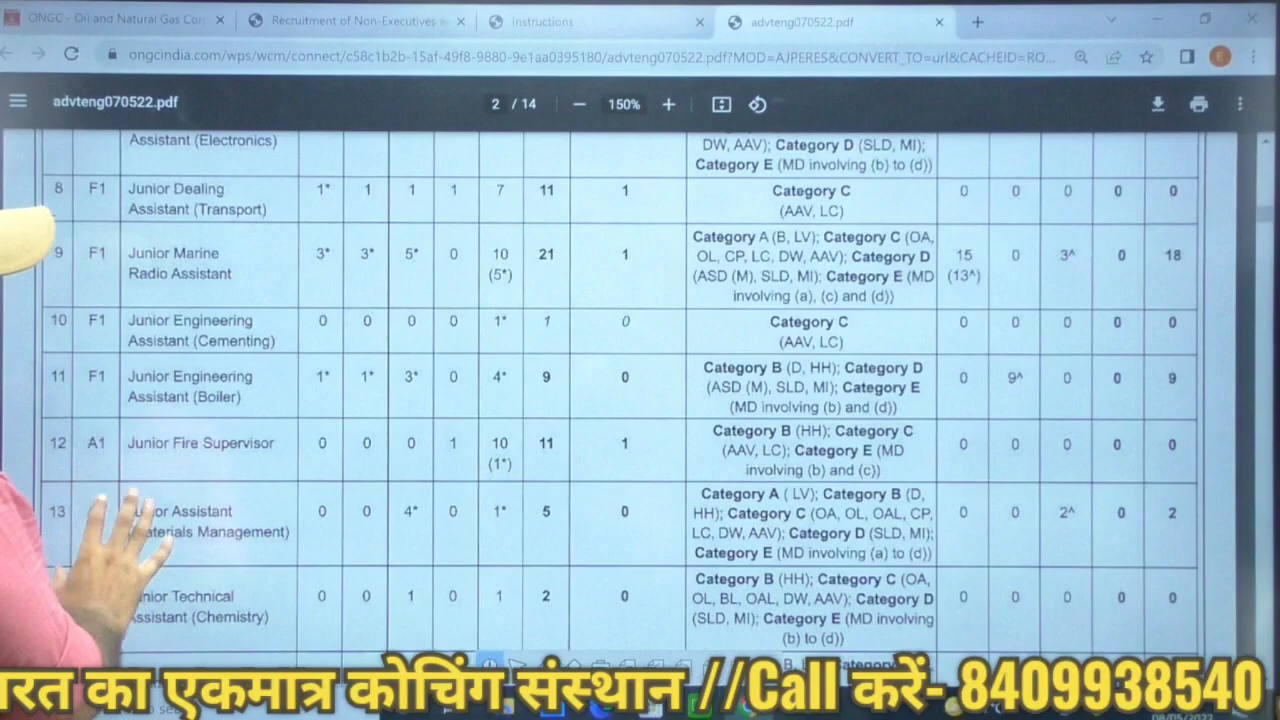 ONGC - Oil and Natural Gas Cor
Recruitment of Non-Executives a
Instructions
advteng070522.pdf
ongcindia.com/wps/wcm/connect/c58c1b2b-15af-49f8-9880-9e1aa0395180/advteng070522.pdf?MOD=AJPERES&CONVERT_TO=url&CACHEID=RO...
E
advteng070522.pdf
2 / 14
150%
Assistant (Electronics)
DW, AAV); Category D (SLD, MI);
Category E (MD involving (b) to (d))
8 F1 Junior Dealing Assistant (Transport) 1* 1 1 1 7 11 1 Category C (AAV, LC) 0 0 0 0 0
9 F1 Junior Marine Radio Assistant 3* 3* 5* 0 10 (5*) 21 1 Category A (B, LV); Category C (OA, OL, CP, LC, DW, AAV); Category D (ASD (M), SLD, MI); Category E (MD involving (a), (c) and (d)) 15 (13^) 0 3^ 0 18
10 F1 Junior Engineering Assistant (Cementing) 0 0 0 0 1* 1 0 Category C (AAV, LC) 0 0 0 0 0
11 F1 Junior Engineering Assistant (Boiler) 1* 1* 3* 0 4* 9 0 Category B (D, HH); Category D (ASD (M), SLD, MI); Category E (MD involving (b) and (d)) 0 9^ 0 0 9
12 A1 Junior Fire Supervisor 0 0 0 1 10 (1*) 11 1 Category B (HH); Category C (AAV, LC); Category E (MD involving (b) and (c)) 0 0 0 0 0
13 Assistant Management) 0 0 4* 0 1* 5 0 Category A ( LV); Category B (D, HH); Category C (OA, OL, OAL, CP, LC, DW, AAV); Category D (SLD, MI); Category E (MD involving (a) to (d)) 0 0 2^ 0 2
Technical Assistant (Chemistry) 0 0 1 0 1 2 0 Category B (HH); Category C (OA, OL, BL, OAL, DW, AAV); Category D (SLD, MI); Category E (MD involving (b) to (d)) 0 0 0 0 0
रत का एकमात्र कोचिंग संस्थान //Call करें- 8409938540